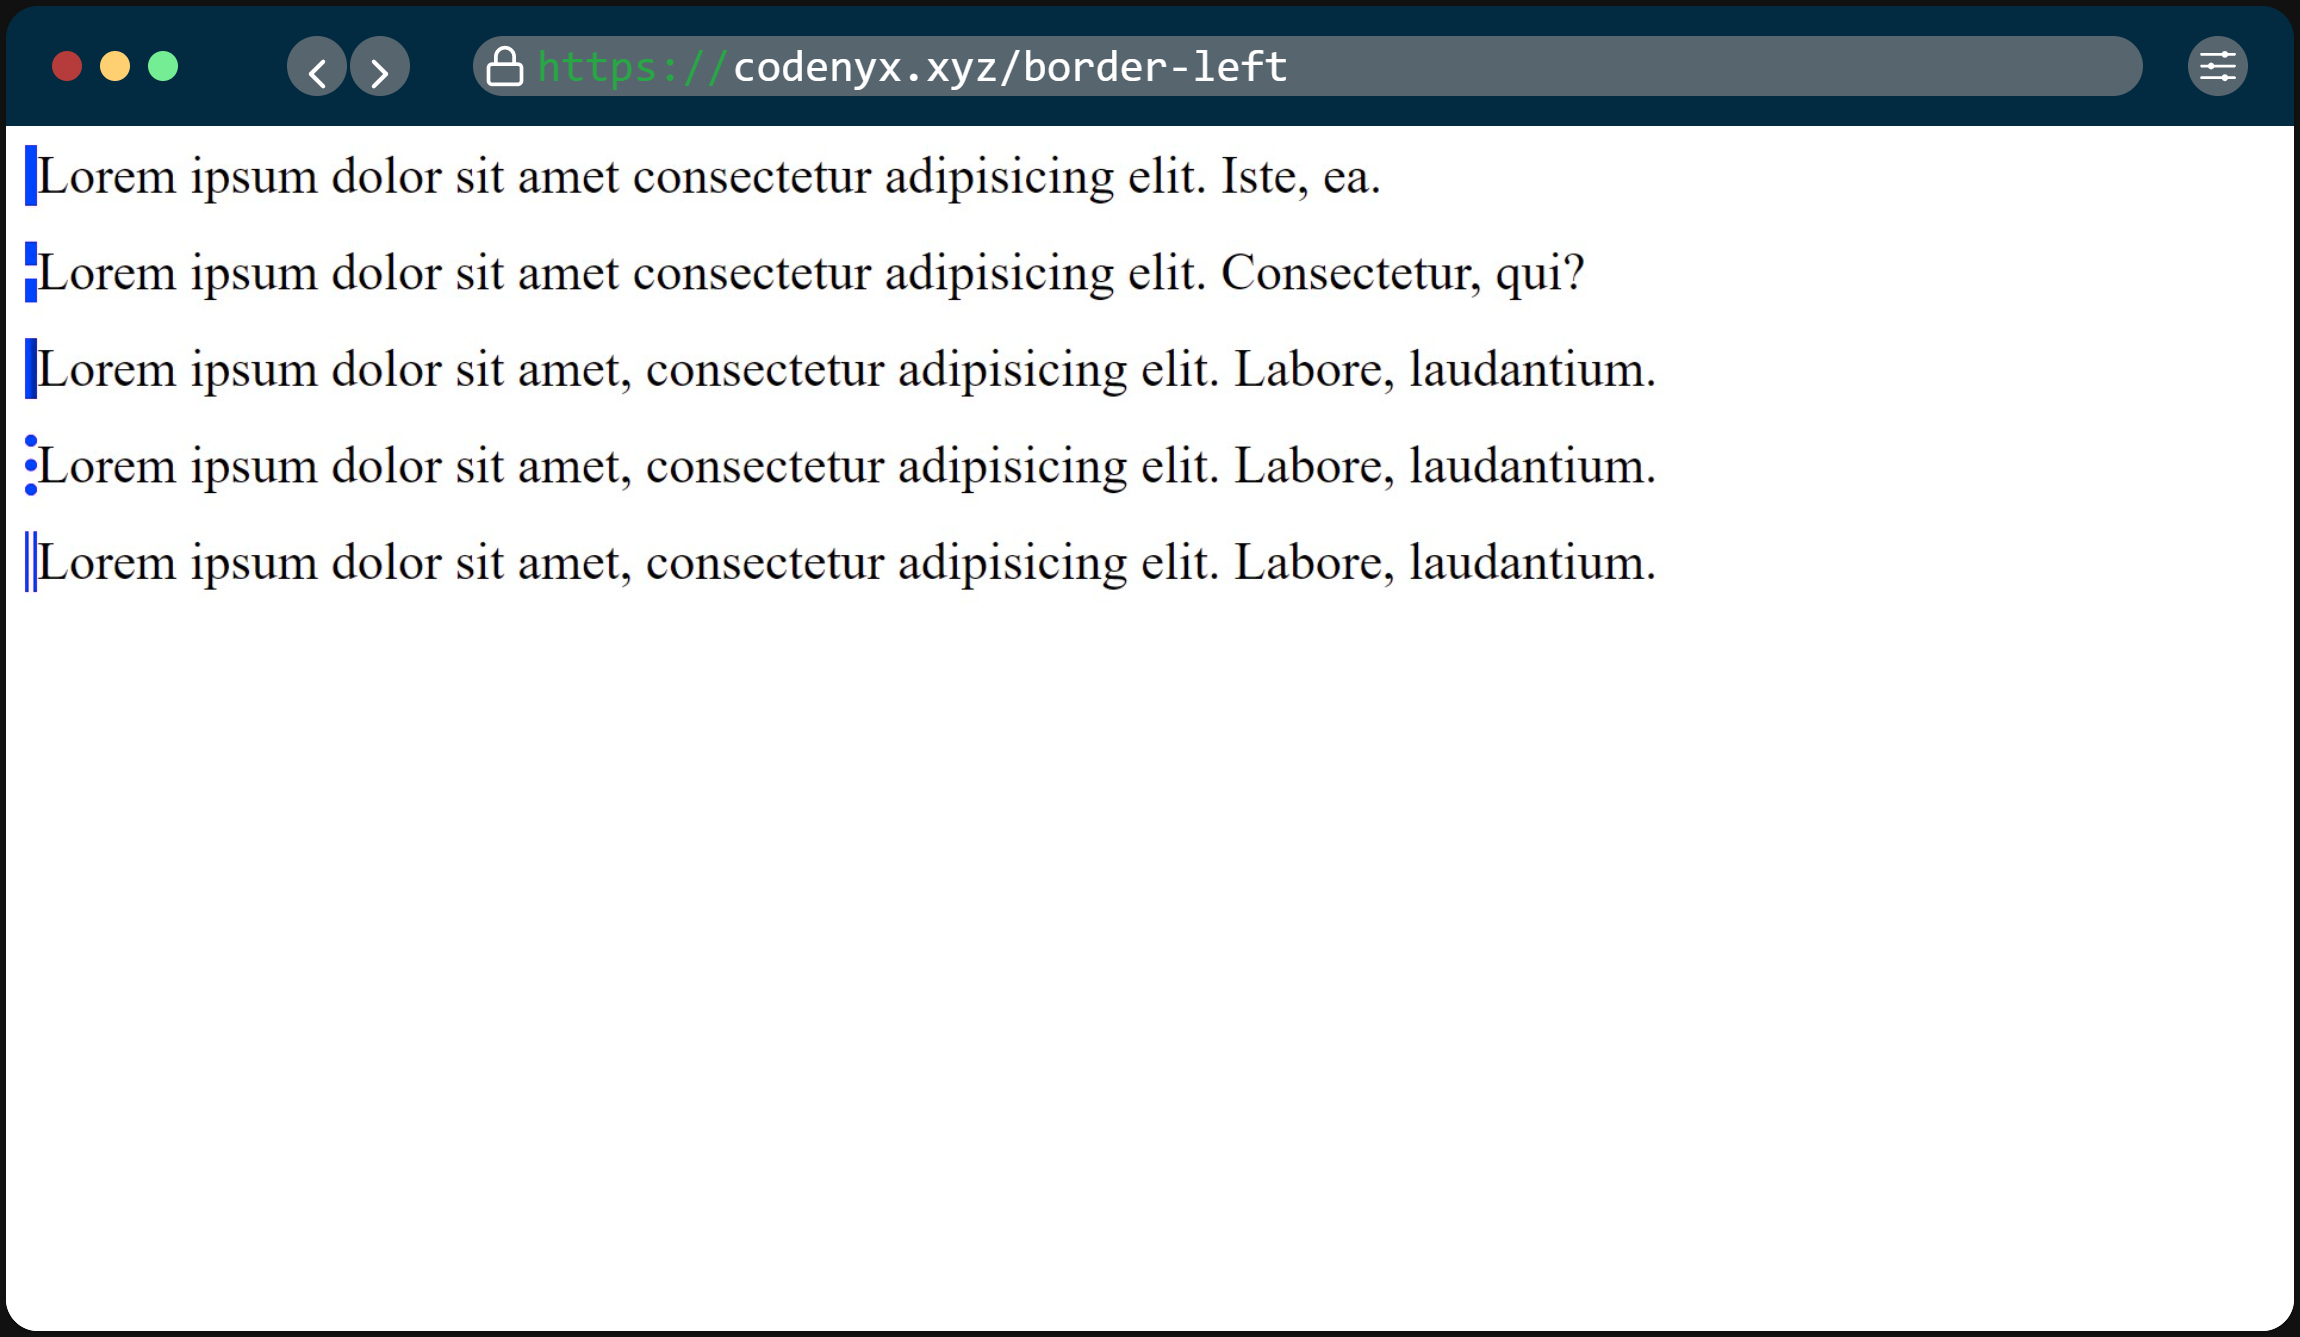 https://codenyx.xyz/border-left
Lorem ipsum dolor sit amet consectetur adipisicing elit. Iste, ea.
Lorem ipsum dolor sit amet consectetur adipisicing elit. Consectetur, qui?
Lorem ipsum dolor sit amet, consectetur adipisicing elit. Labore, laudantium.
Lorem ipsum dolor sit amet, consectetur adipisicing elit. Labore, laudantium.
Lorem ipsum dolor sit amet, consectetur adipisicing elit. Labore, laudantium.